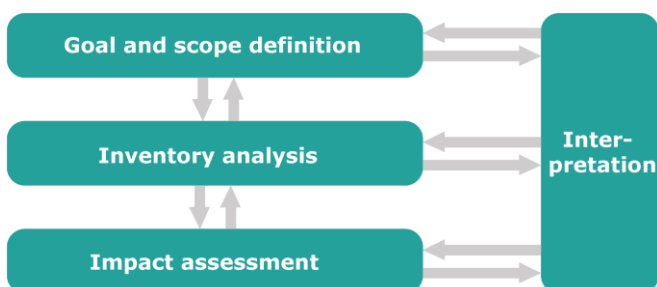 Goal and scope definition
Inventory analysis
Inter-
pretation
Impact assessment